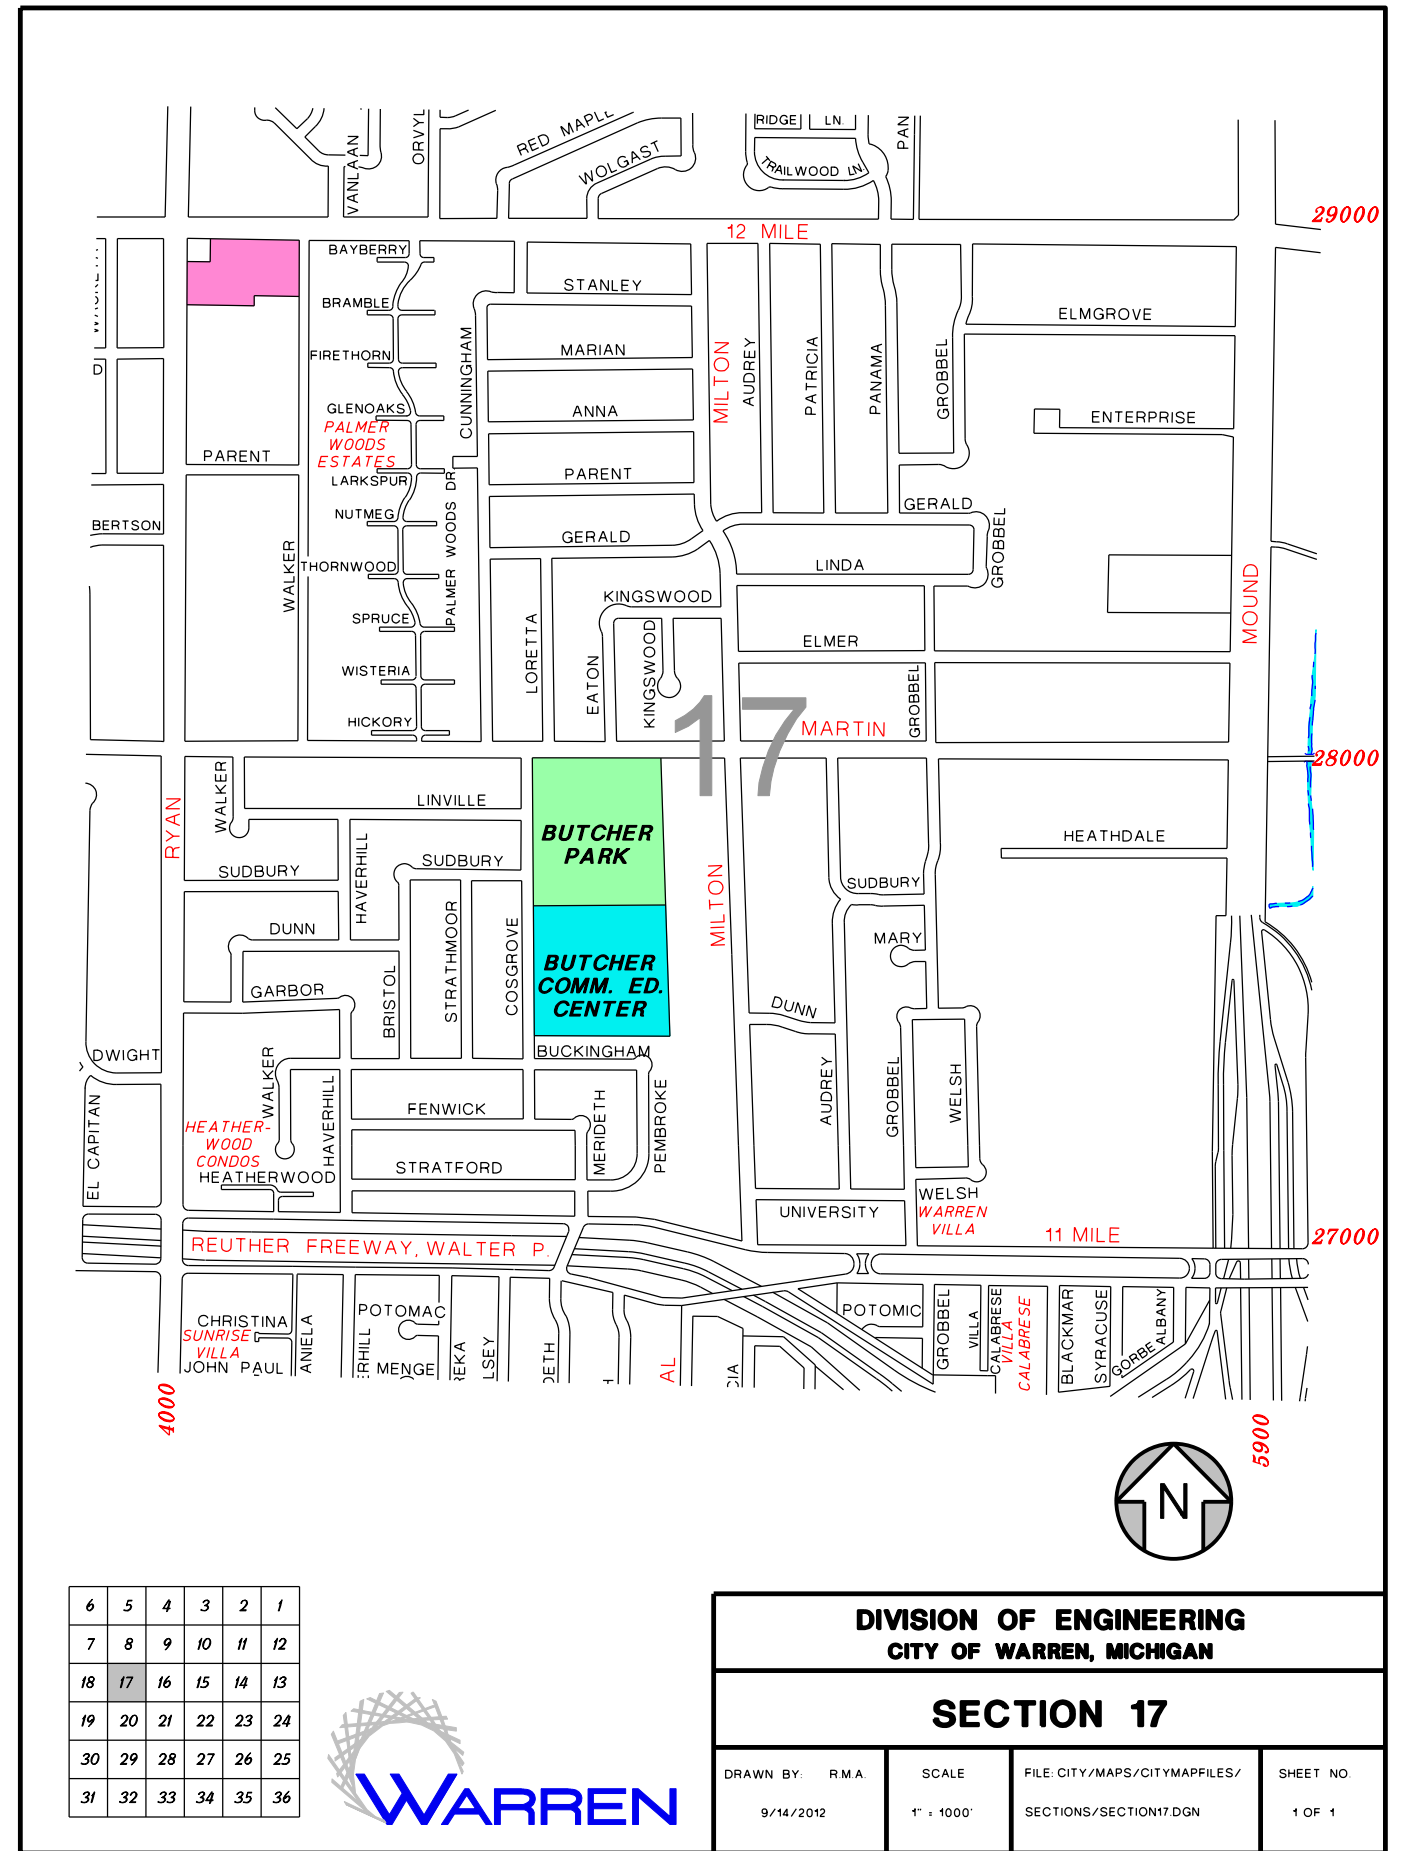 VANLAAN
ORVYL
RED MAPLE
WOLGAST
RIDGE LN.
TRAILWOOD LN.
PAN
29000
12 MILE
BAYBERRY
BRAMBLE
FIRETHORN
GLENOAKS
PALMER
WOODS
ESTATES
LARKSPUR
NUTMEG
THORNWOOD
SPRUCE
WISTERIA
HICKORY
PALMER WOODS DR
CUNNINGHAM
STANLEY
MARIAN
ANNA
PARENT
GERALD
MILTON
AUDREY
PATRICIA
PANAMA
GROBBEL
ELMGROVE
ENTERPRISE
PARENT
BERTSON
WALKER
GERALD
GROBBEL
LINDA
KINGSWOOD
KINGSWOOD
ELMER
LORETTA
EATON
GROBBEL
MOUND
17
MARTIN
28000
RYAN
WALKER
LINVILLE
SUDBURY
HAVERHILL
SUDBURY
BUTCHER
PARK
HEATHDALE
SUDBURY
DUNN
STRATHMOOR
COSGROVE
MILTON
MARY
GARBOR
BRISTOL
BUTCHER
COMM. ED.
CENTER
DUNN
DWIGHT
WALKER
HAVERHILL
BUCKINGHAM
EL CAPITAN
FENWICK
MERIDETH
PEMBROKE
AUDREY
GROBBEL
WELSH
HEATHER-
WOOD
CONDOS
HEATHERWOOD
STRATFORD
WELSH
WARREN
VILLA
UNIVERSITY
11 MILE
27000
REUTHER FREEWAY, WALTER P.
CHRISTINA
SUNRISE
VILLA
JOHN PAUL
ANIELA
ERHILL
POTOMAC
MENGE
REKA
LSEY
DETH
H
AL
CIA
POTOMIC
GROBBEL
VILLA
CALABRESE
VILLA
CALABRESE
BLACKMAR
SYRACUSE
GORBEY
ALBANY
4000
5900
N
6 5 4 3 2 1
7 8 9 10 11 12
18 17 16 15 14 13
19 20 21 22 23 24
30 29 28 27 26 25
31 32 33 34 35 36
WARREN
DIVISION OF ENGINEERING
CITY OF WARREN, MICHIGAN
SECTION 17
DRAWN BY: R.M.A.
9/14/2012
SCALE
1" = 1000'
FILE: CITY/MAPS/CITYMAPFILES/
SECTIONS/SECTION17.DGN
SHEET NO.
1 OF 1